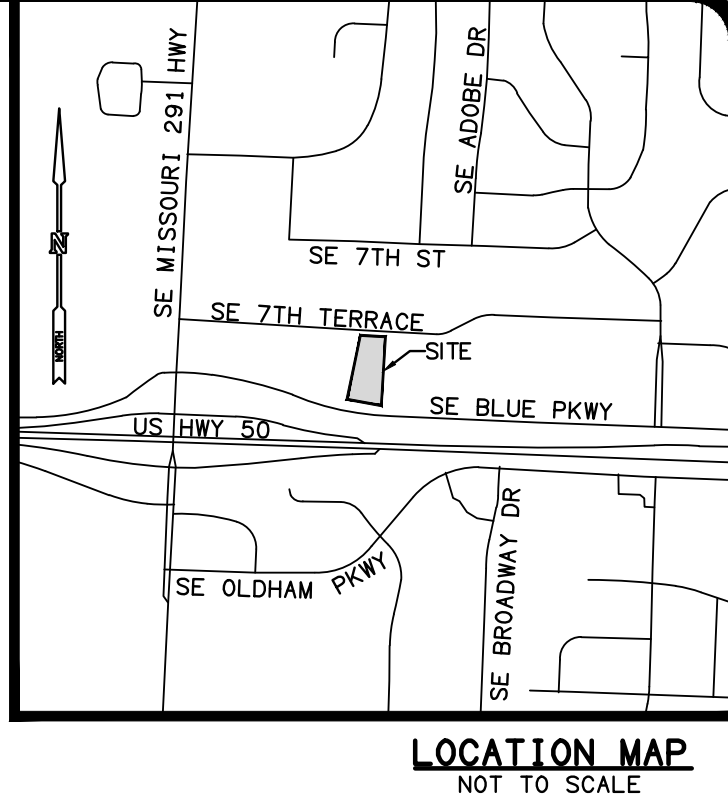 SE MISSOURI 291 HWY
SE ADOBE DR
N
NORTH
SE 7TH ST
SE 7TH TERRACE
SITE
SE BLUE PKWY
US HWY 50
SE OLDHAM PKWY
SE BROADWAY DR
LOCATION MAP
NOT TO SCALE